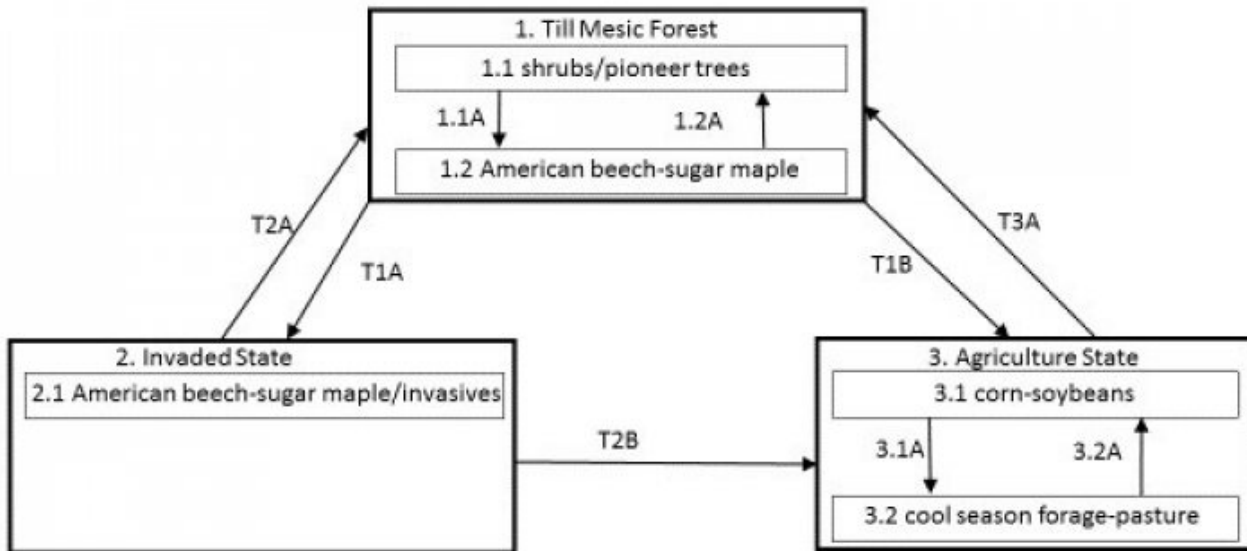 1. Till Mesic Forest
1.1 shrubs/pioneer trees
1.1A
1.2A
1.2 American beech-sugar maple
T2A
T1A
T1B
T3A
2. Invaded State
2.1 American beech-sugar maple/invasives
T2B
3. Agriculture State
3.1 corn-soybeans
3.1A
3.2A
3.2 cool season forage-pasture